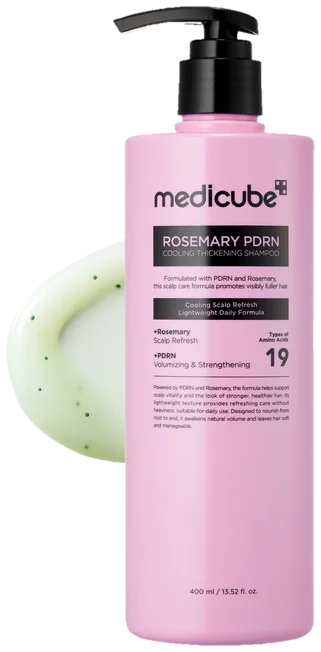 medicube
ROSEMARY PDRN
COOLING THICKENING SHAMPOO
Formulated with PDRN and Rosemary,
this scalp care formula promotes visibly fuller hair.
Cooling Scalp Refresh
Lightweight Daily Formula
+Rosemary
Scalp Refresh
+PDRN
Volumizing & Strengthening
Types of
Amino Acids
19
Powered by PDRN and Rosemary, the formula helps support
scalp vitality and the look of stronger, healthier hair. Its
lightweight texture provides refreshing care without
heaviness, suitable for daily use. Designed to nourish from
root to end, it awakens natural volume and leaves hair soft
and manageable.
400 ml / 13.52 fl. oz.